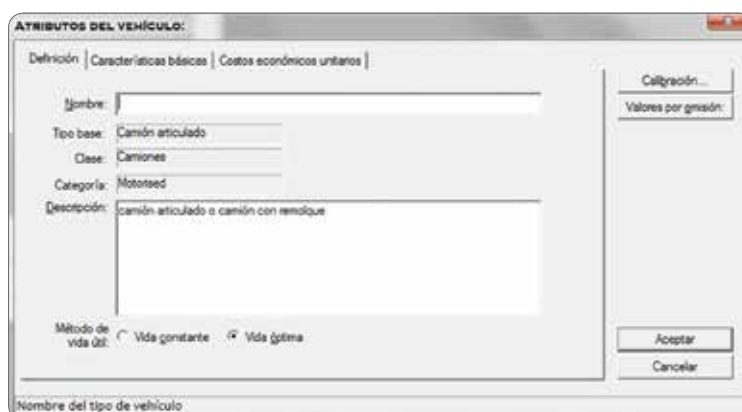 ATRIBUTOS DEL VEHÍCULO:
Definición | Características básicas | Costos económicos unitarios |
Calibración...
Valores por omisión:
Nombre:
Tipo base: Camión articulado
Clase: Camiones
Categoría: Motorised
Descripción: camión articulado o camión con remolque
Método de vida útil: Vida constante Vida óptima
Aceptar
Cancelar
Nombre del tipo de vehículo